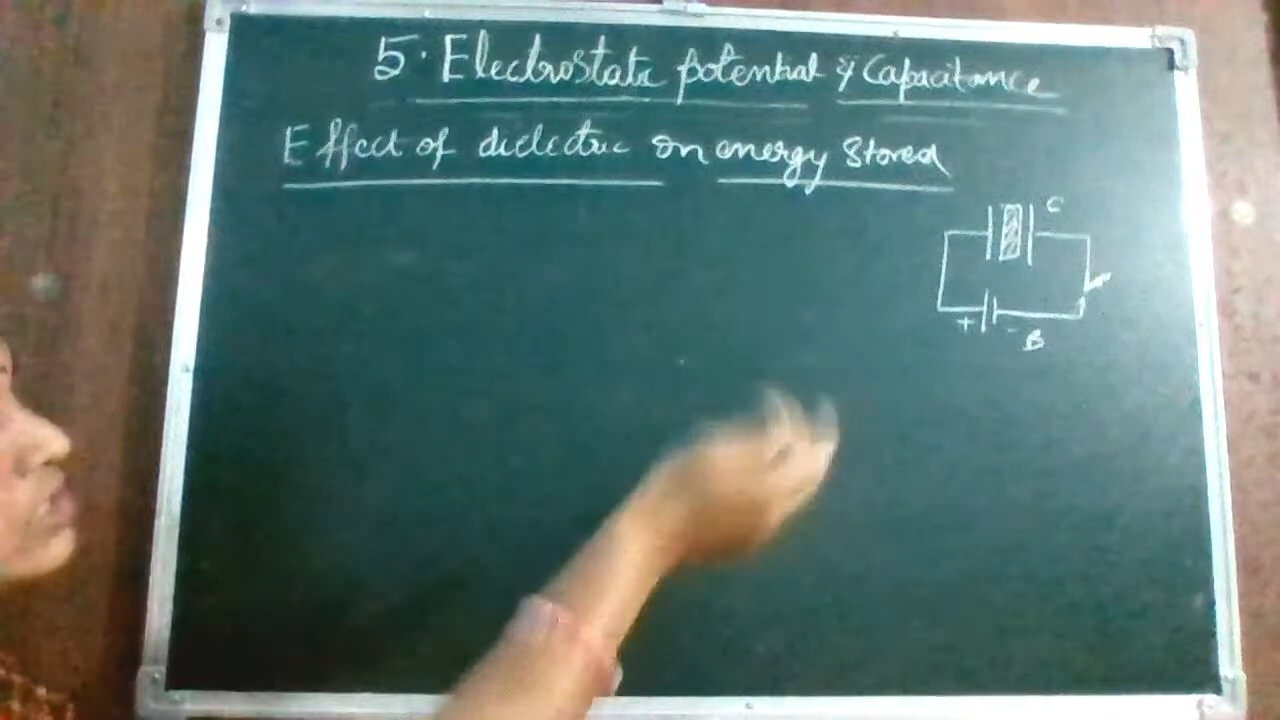 5. Electrostatic potential & Capacitance
Effect of dielectric on energy stored
C
+ -
B